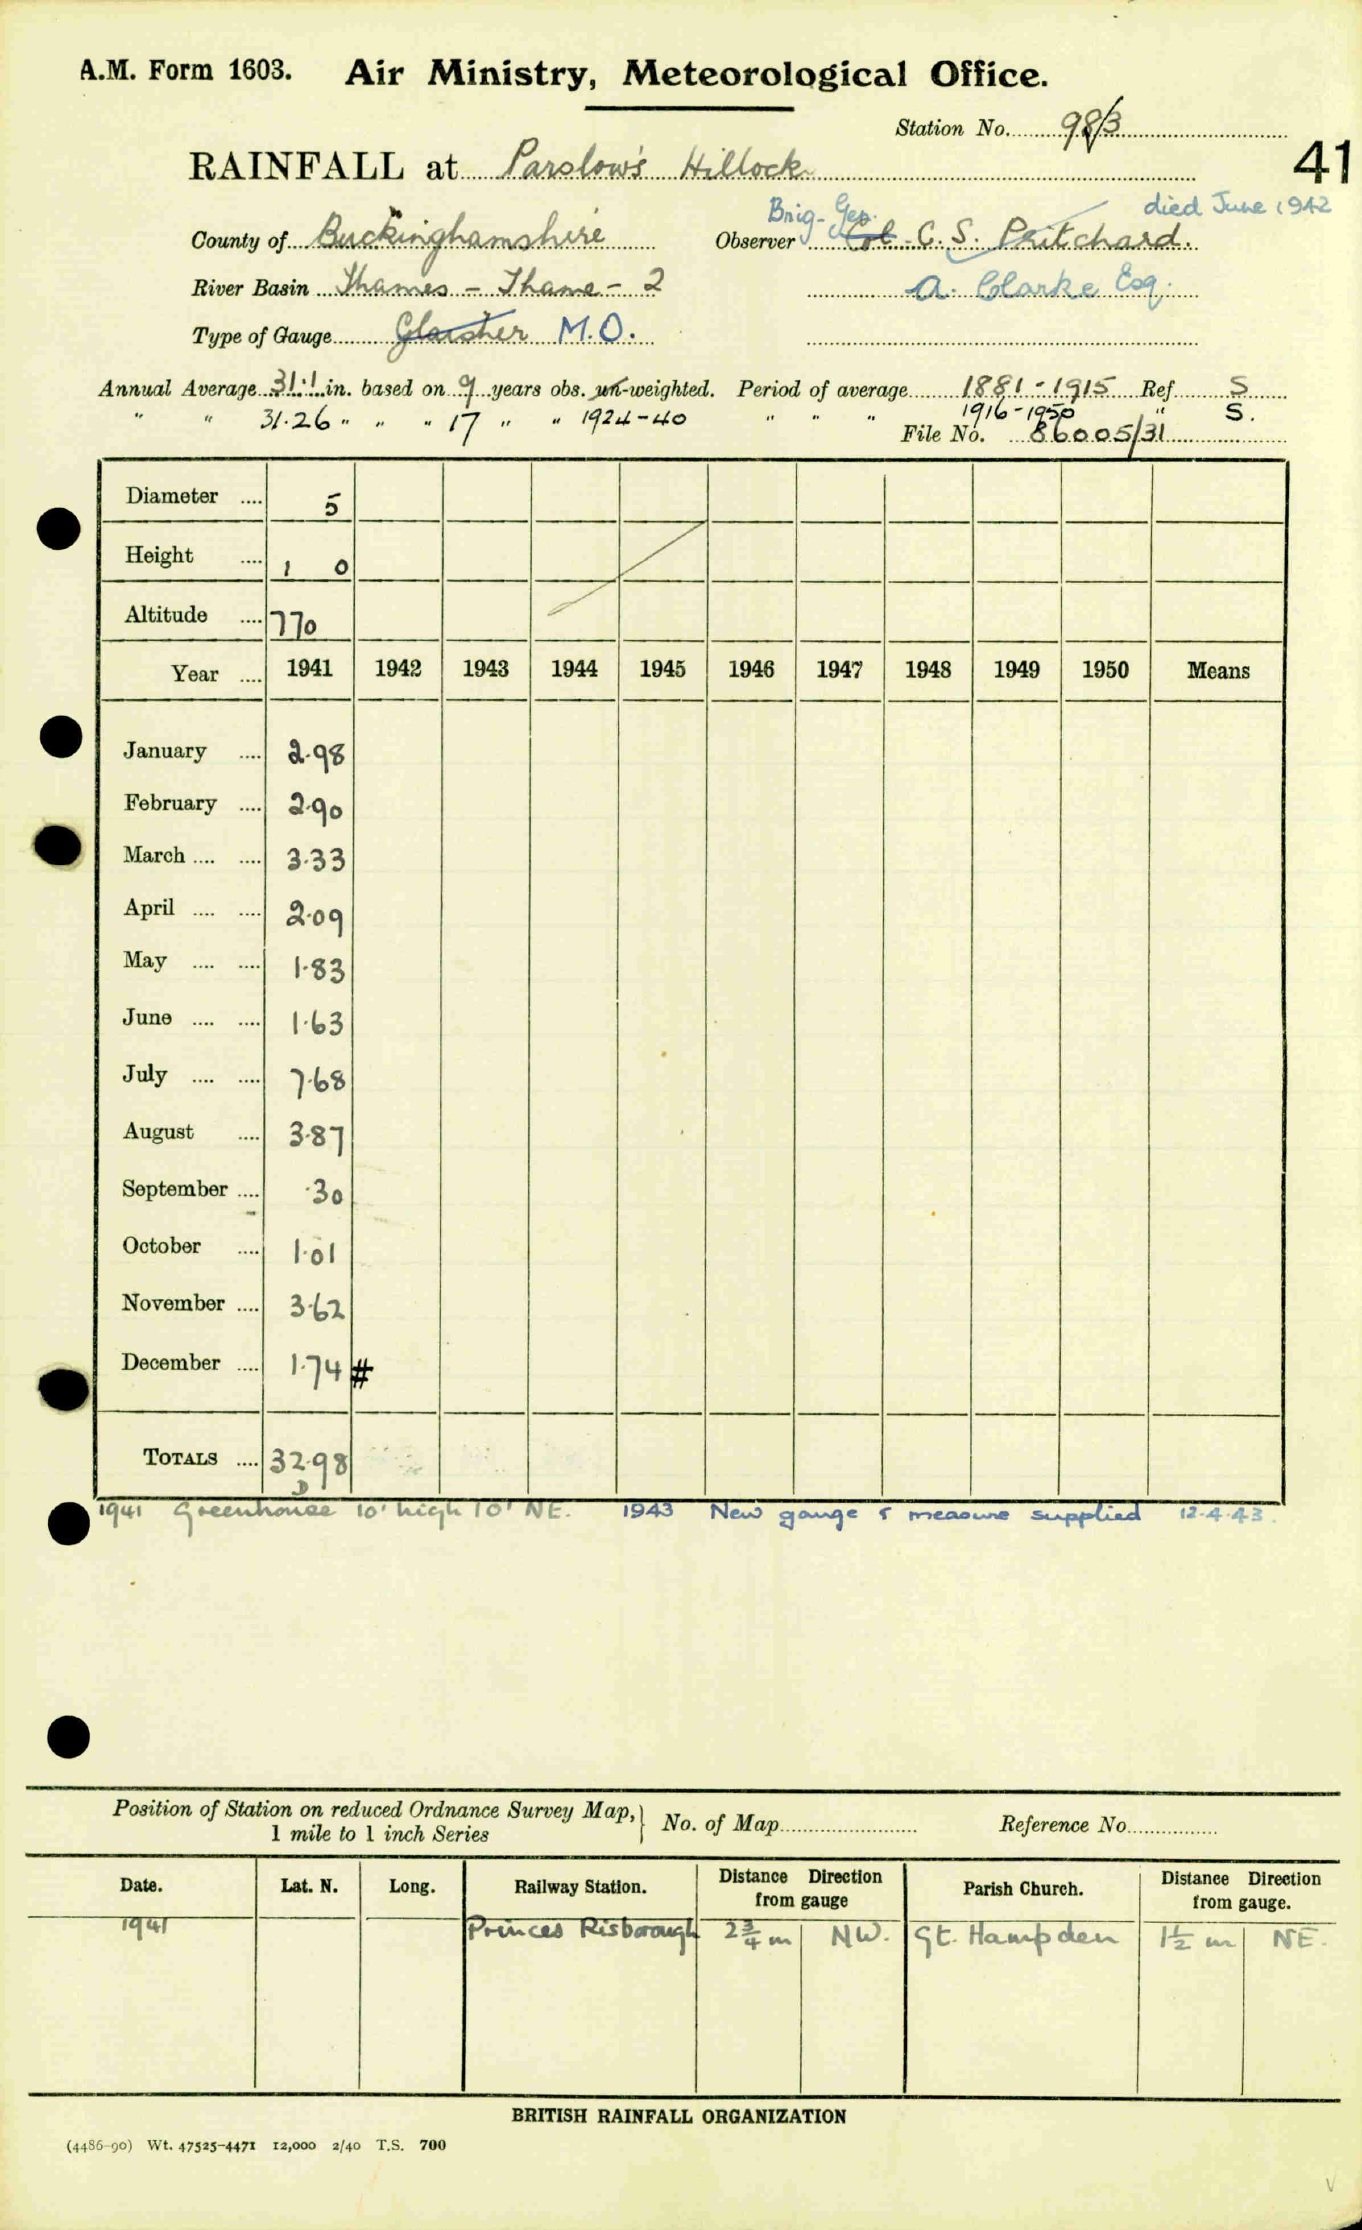 A.M. Form 1603. Air Ministry, Meteorological Office.
Station No. 98/3
41
RAINFALL at Parslow's Hillock
Brig-Gen. died June 1942
County of Buckinghamshire Observer Col C. S. Pritchard.
River Basin Thames - Thame - 2 A. Clarke Esq.
Type of Gauge Glaisher M.O.
Annual Average 31.1 in. based on 9 years obs. un-weighted. Period of average 1881-1915 Ref S
" " 31.26 " " " 17 " " 1924-40 " " " 1916-1950 " S.
File No. 86005/31
Diameter .... 5
Height .... 1 0
Altitude .... 770
Year .... 1941 1942 1943 1944 1945 1946 1947 1948 1949 1950 Means
January .... 2.98
February .... 2.90
March .... .... 3.33
April .... .... 2.09
May .... .... 1.83
June .... .... 1.63
July .... .... 7.68
August .... 3.87
September .... .30
October .... 1.01
November .... 3.62
December .... 1.74 #
TOTALS .... 32.98
D
1941 Greenhouse 10' high 10' NE. 1943 New gauge & measure supplied 12.4.43.
Position of Station on reduced Ordnance Survey Map, } No. of Map Reference No.
1 mile to 1 inch Series
Date. Lat. N. Long. Railway Station. Distance Direction from gauge Parish Church. Distance Direction from gauge.
1941 Princes Risborough 2¾ m NW. Gt. Hampden 1½ m NE.
BRITISH RAINFALL ORGANIZATION
(4486-90) Wt. 47525-4471 12,000 2/40 T.S. 700